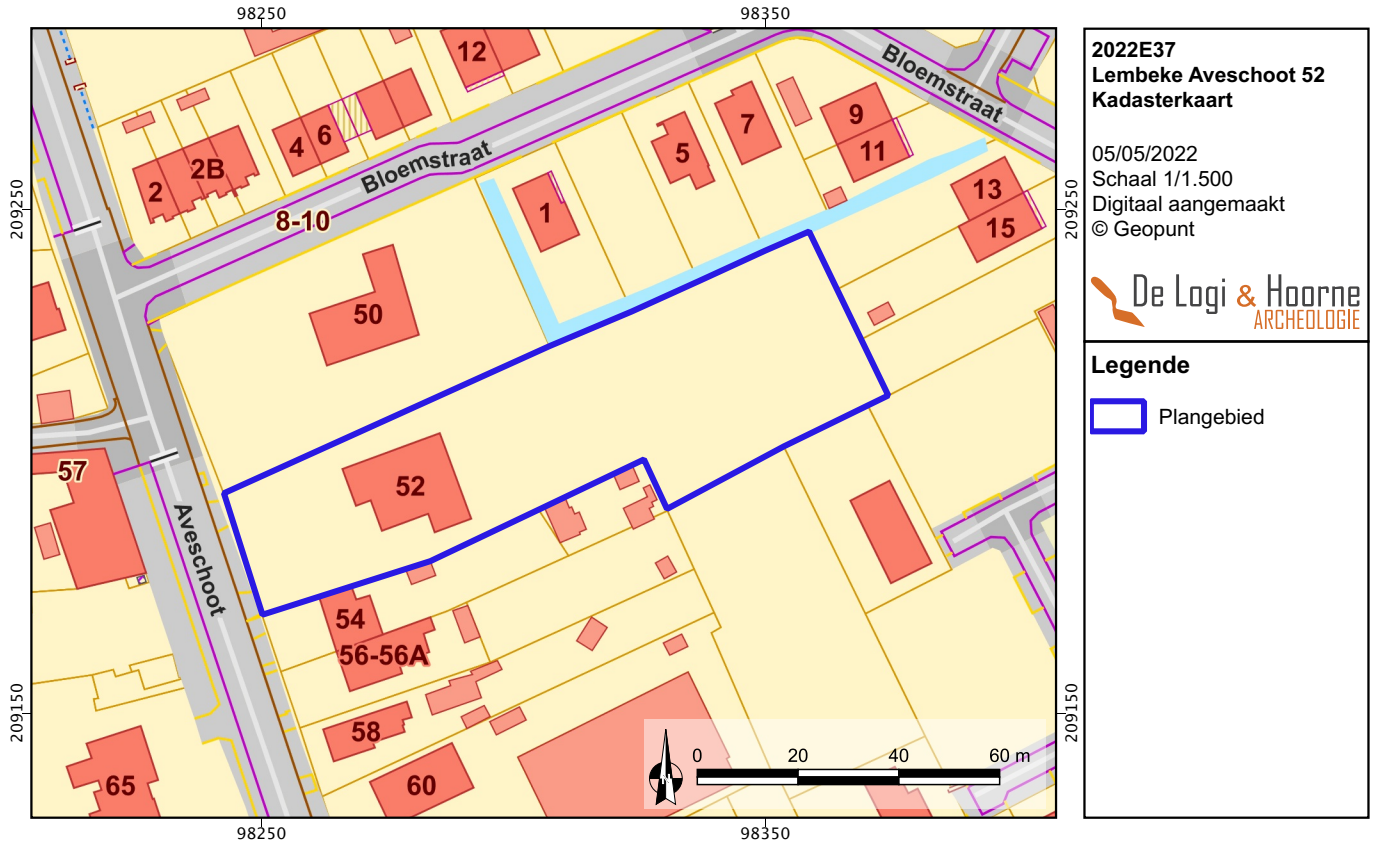 98250
98350
12
Bloemstraat
9
7
4
6
5
11
2B
2
Bloemstraat
13
209250
209250
1
8-10
15
50
57
52
Aveschoot
54
56-56A
209150
209150
58
65
60
0 20 40 60 m
N
98250
98350
2022E37
Lembeke Aveschoot 52
Kadasterkaart
05/05/2022
Schaal 1/1.500
Digitaal aangemaakt
© Geopunt
De Logi & Hoorne
ARCHEOLOGIE
Legende
Plangebied